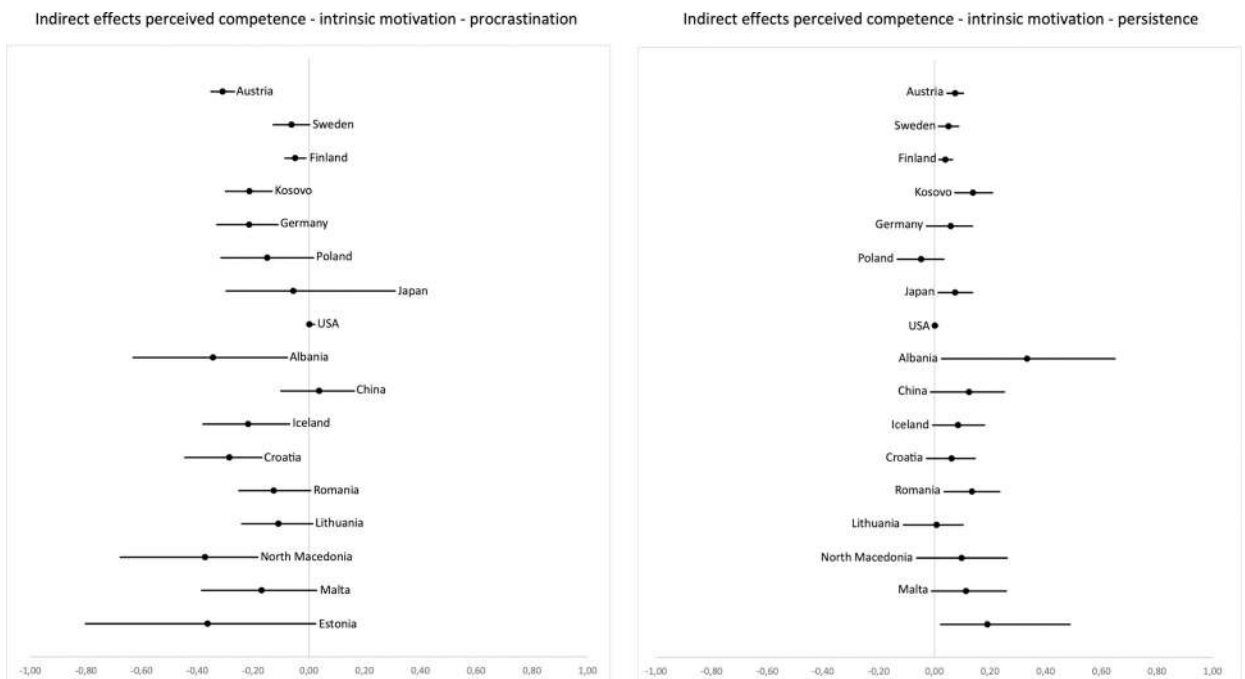 Indirect effects perceived competence - intrinsic motivation - procrastination
Austria
Sweden
Finland
Kosovo
Germany
Poland
Japan
USA
Albania
China
Iceland
Croatia
Romania
Lithuania
North Macedonia
Malta
Estonia
-1,00 -0,80 -0,60 -0,40 -0,20 0,00 0,20 0,40 0,60 0,80 1,00
Indirect effects perceived competence - intrinsic motivation - persistence
Austria
Sweden
Finland
Kosovo
Germany
Poland
Japan
USA
Albania
China
Iceland
Croatia
Romania
Lithuania
North Macedonia
Malta
-1,00 -0,80 -0,60 -0,40 -0,20 0,00 0,20 0,40 0,60 0,80 1,00